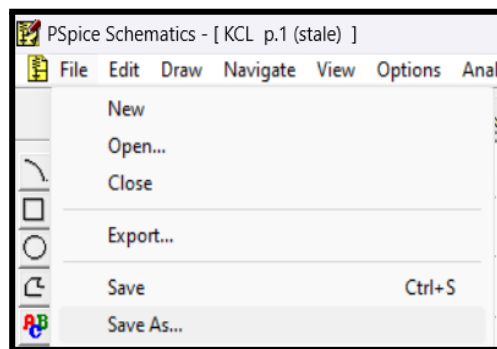 PSpice Schematics - [ KCL p.1 (stale) ]
File Edit Draw Navigate View Options
New
Open...
Close
Export...
Save Ctrl+S
Save As...
ABC